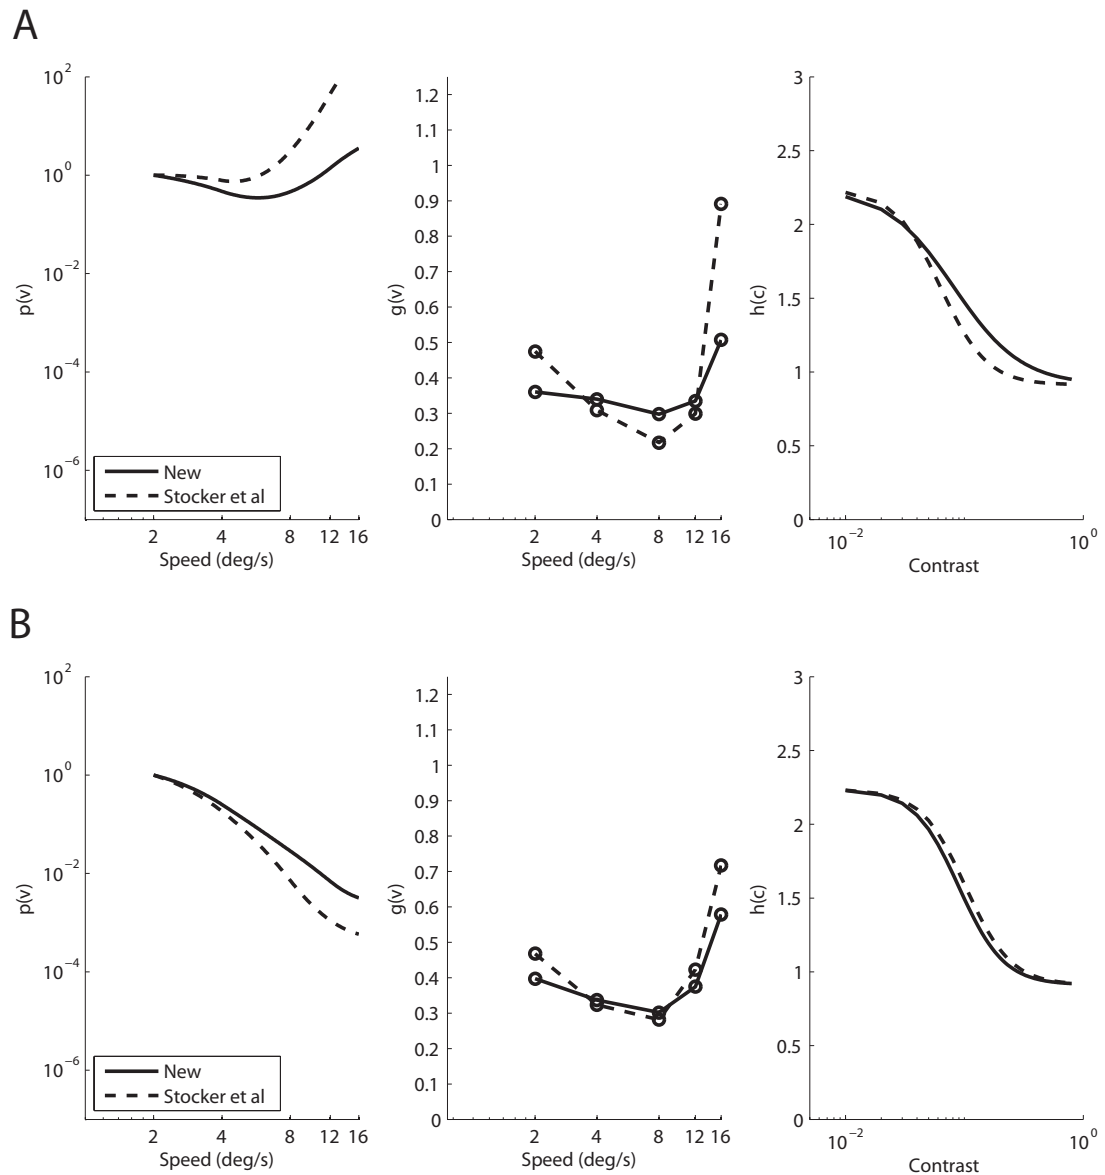 A
p(v)
10^2
10^0
10^-2
10^-4
10^-6
New
Stocker et al
2 4 8 12 16
Speed (deg/s)
g(v)
1.2
1.1
1
0.9
0.8
0.7
0.6
0.5
0.4
0.3
0.2
0.1
0
2 4 8 12 16
Speed (deg/s)
h(c)
3
2.5
2
1.5
1
0.5
0
10^-2 10^0
Contrast
B
p(v)
10^2
10^0
10^-2
10^-4
10^-6
New
Stocker et al
2 4 8 12 16
Speed (deg/s)
g(v)
1.2
1.1
1
0.9
0.8
0.7
0.6
0.5
0.4
0.3
0.2
0.1
0
2 4 8 12 16
Speed (deg/s)
h(c)
3
2.5
2
1.5
1
0.5
0
10^-2 10^0
Contrast